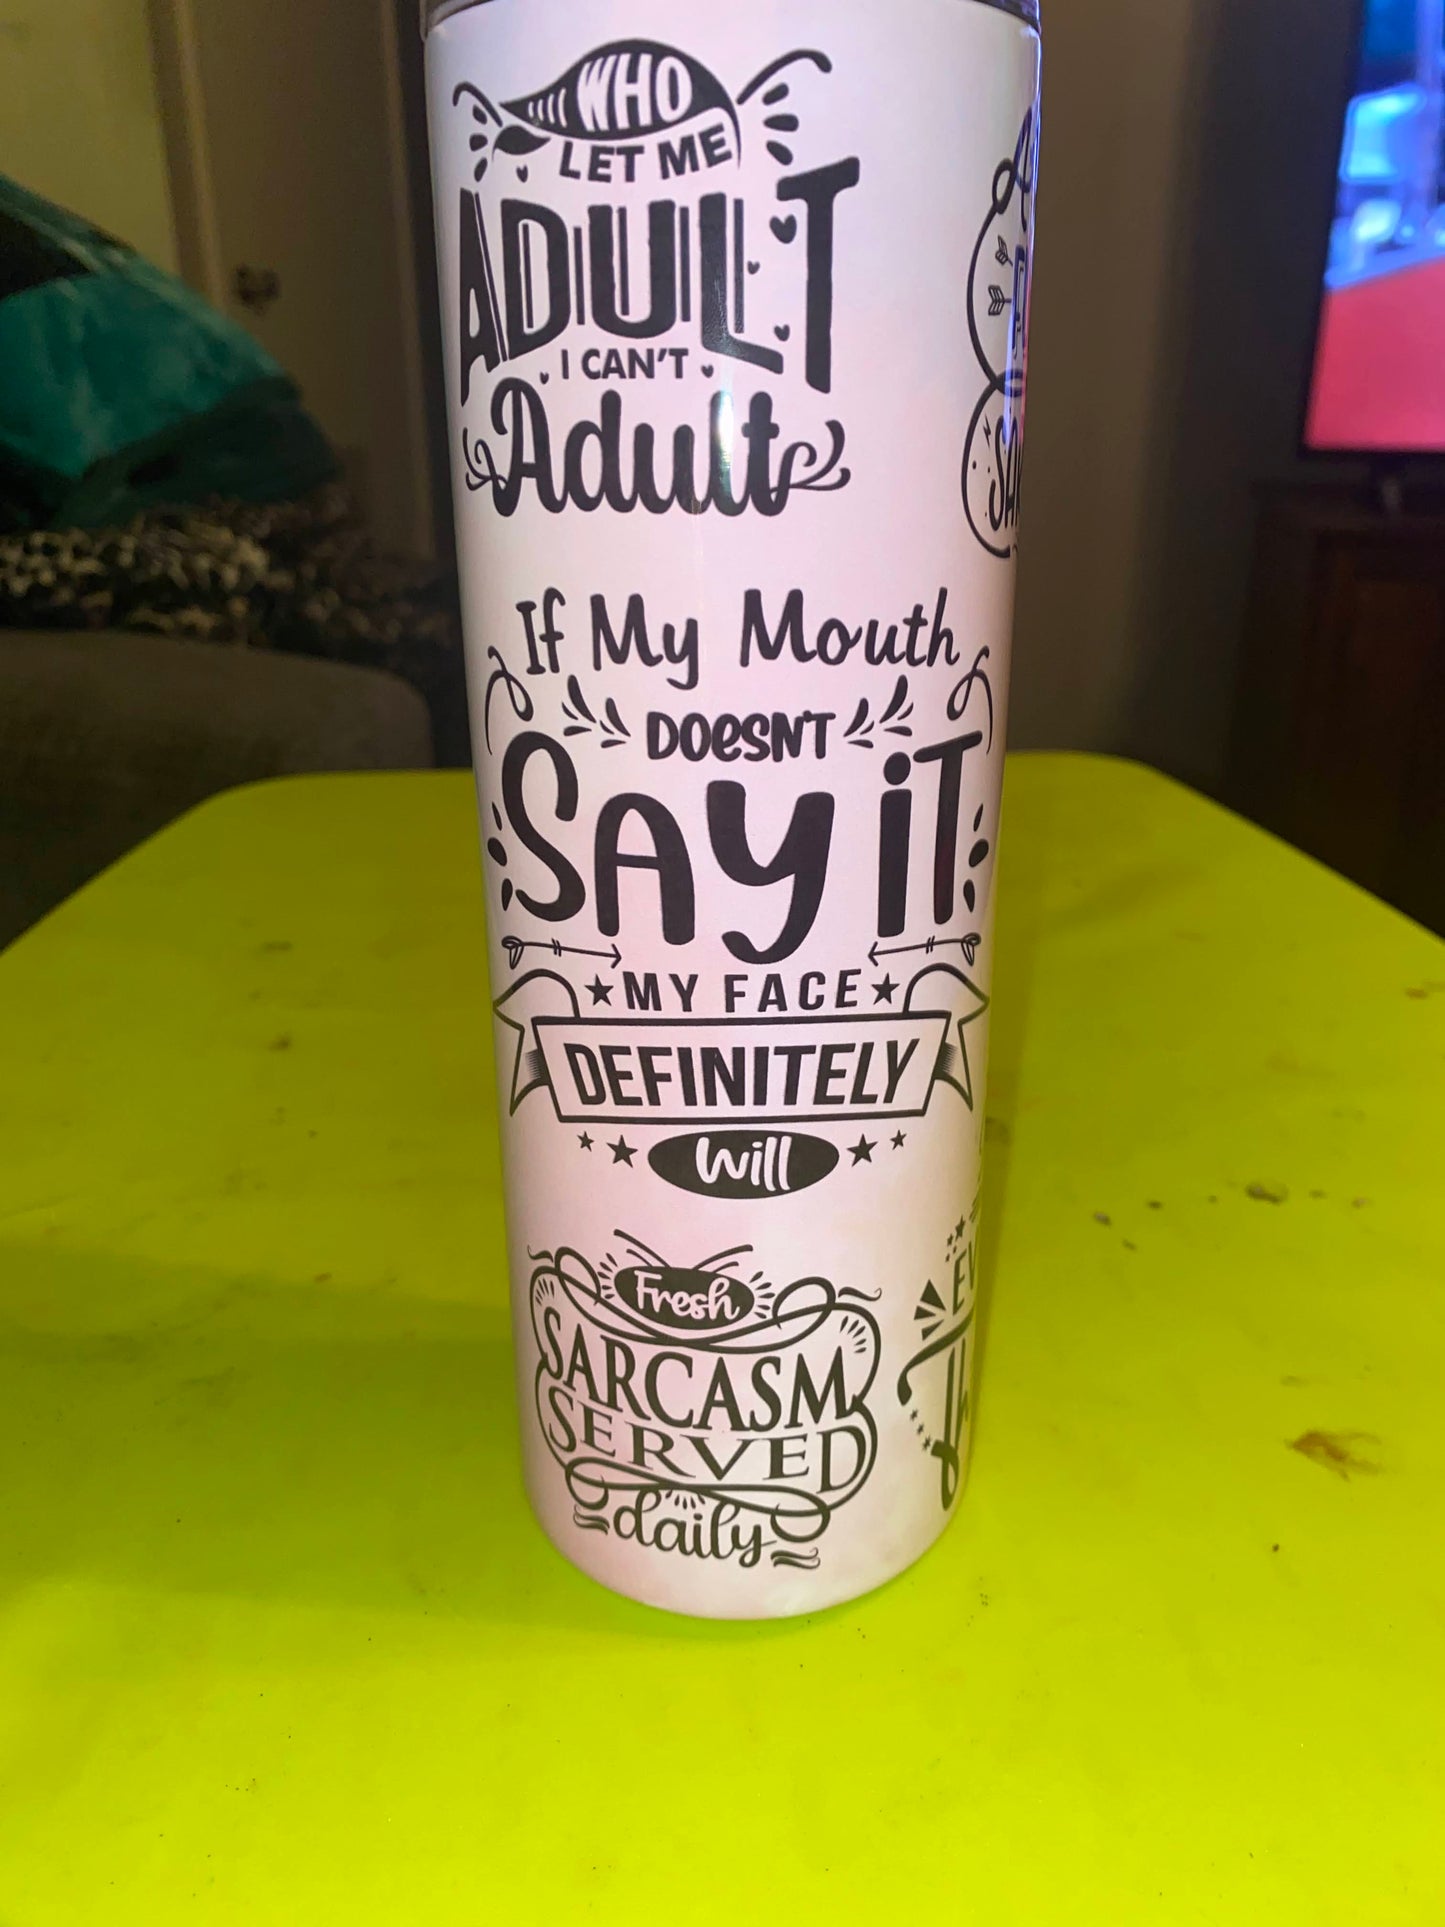 WHO
LET ME
ADULT
I CAN'T
Adult
If My Mouth
DOESN'T
SAY iT
MY FACE
DEFINITELY
Will
Fresh
SARCASM
SERVED
daily